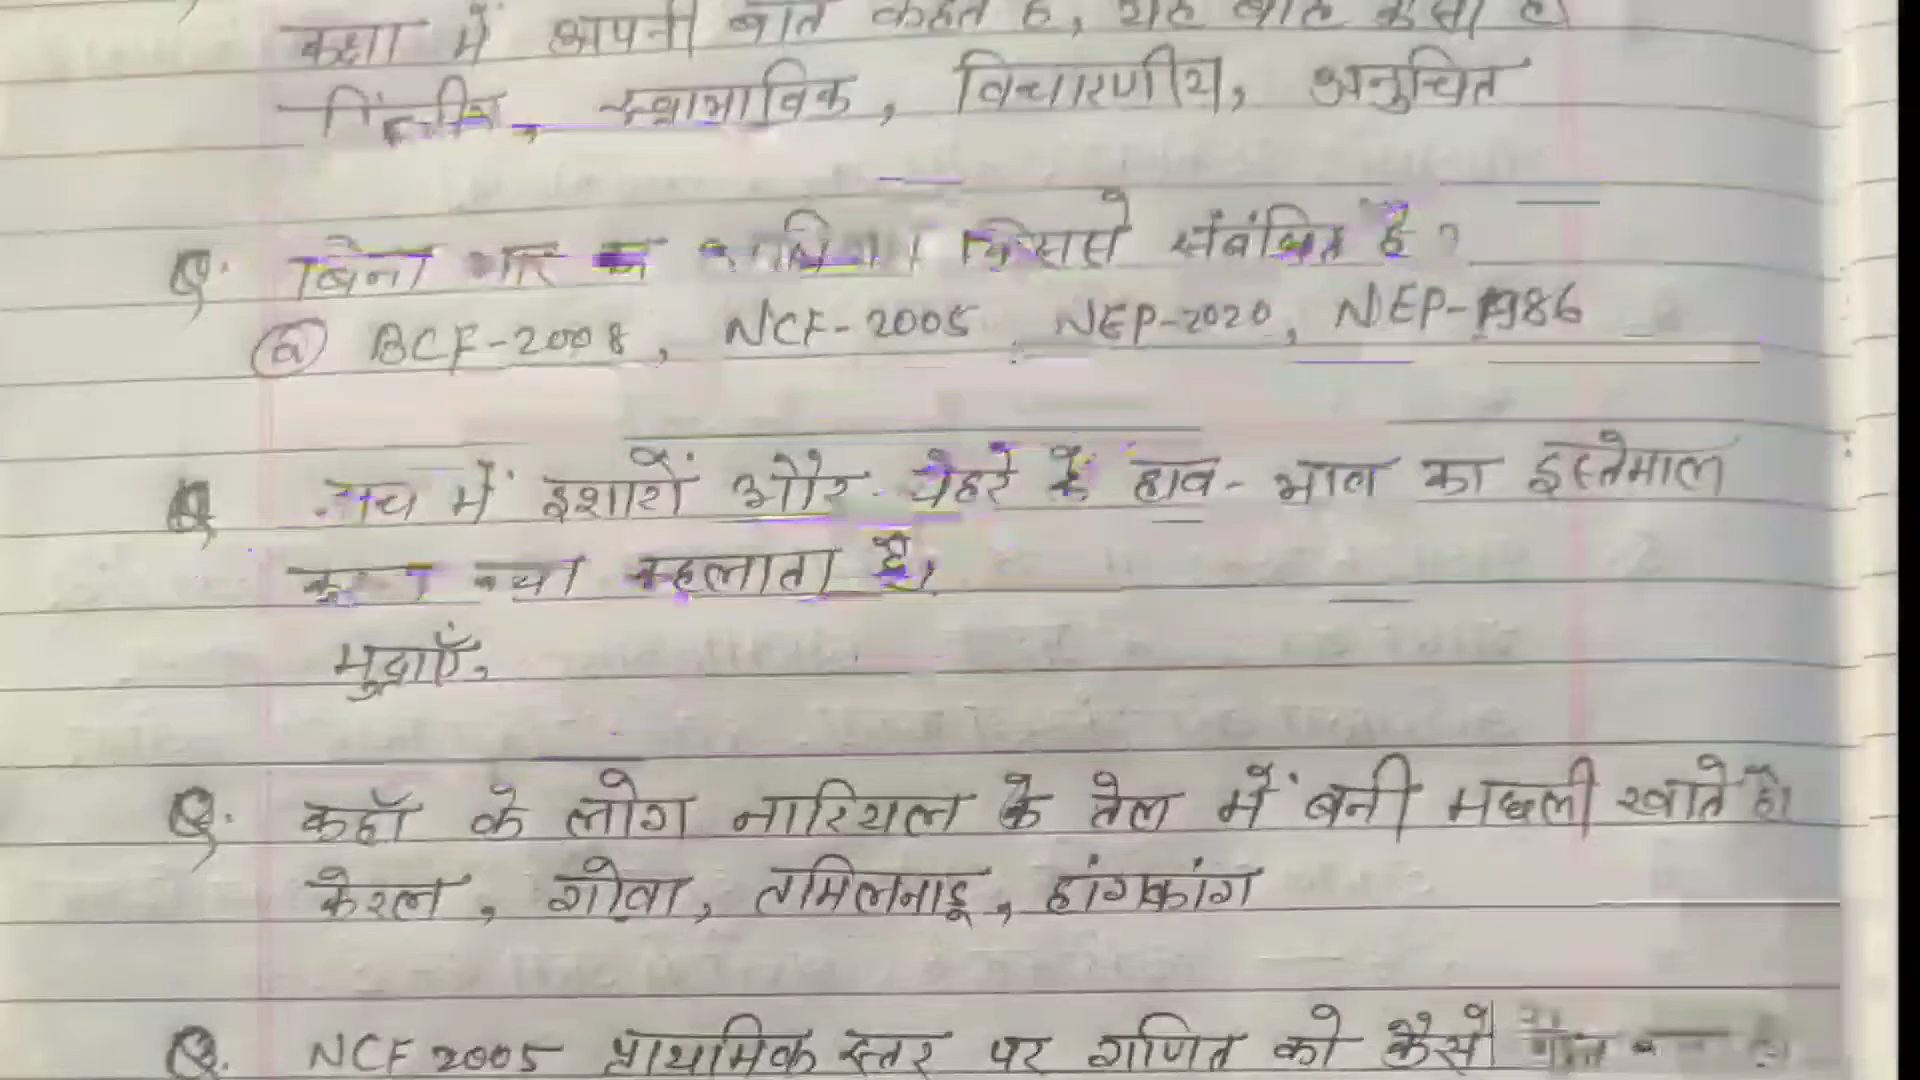 कक्षा में अपनी बात कहते है, यह बात कैसी है
स्वाभाविक, विचारणीय, अनुचित
Q. बिना किससे संबंधित है?
(a) BCF-2008, NCF-2005, NEP-2020, NEP-1986
Q में इशारों और चेहरे के हाव-भाव का इस्तेमाल
क्या कहलाता है,
मुद्राएँ,
Q. कहाँ के लोग नारियल के तेल में बनी मछली खाते है।
केरल, गोवा, तमिलनाडू, हांगकांग
Q. NCF 2005 प्राथमिक स्तर पर गणित को कैसे